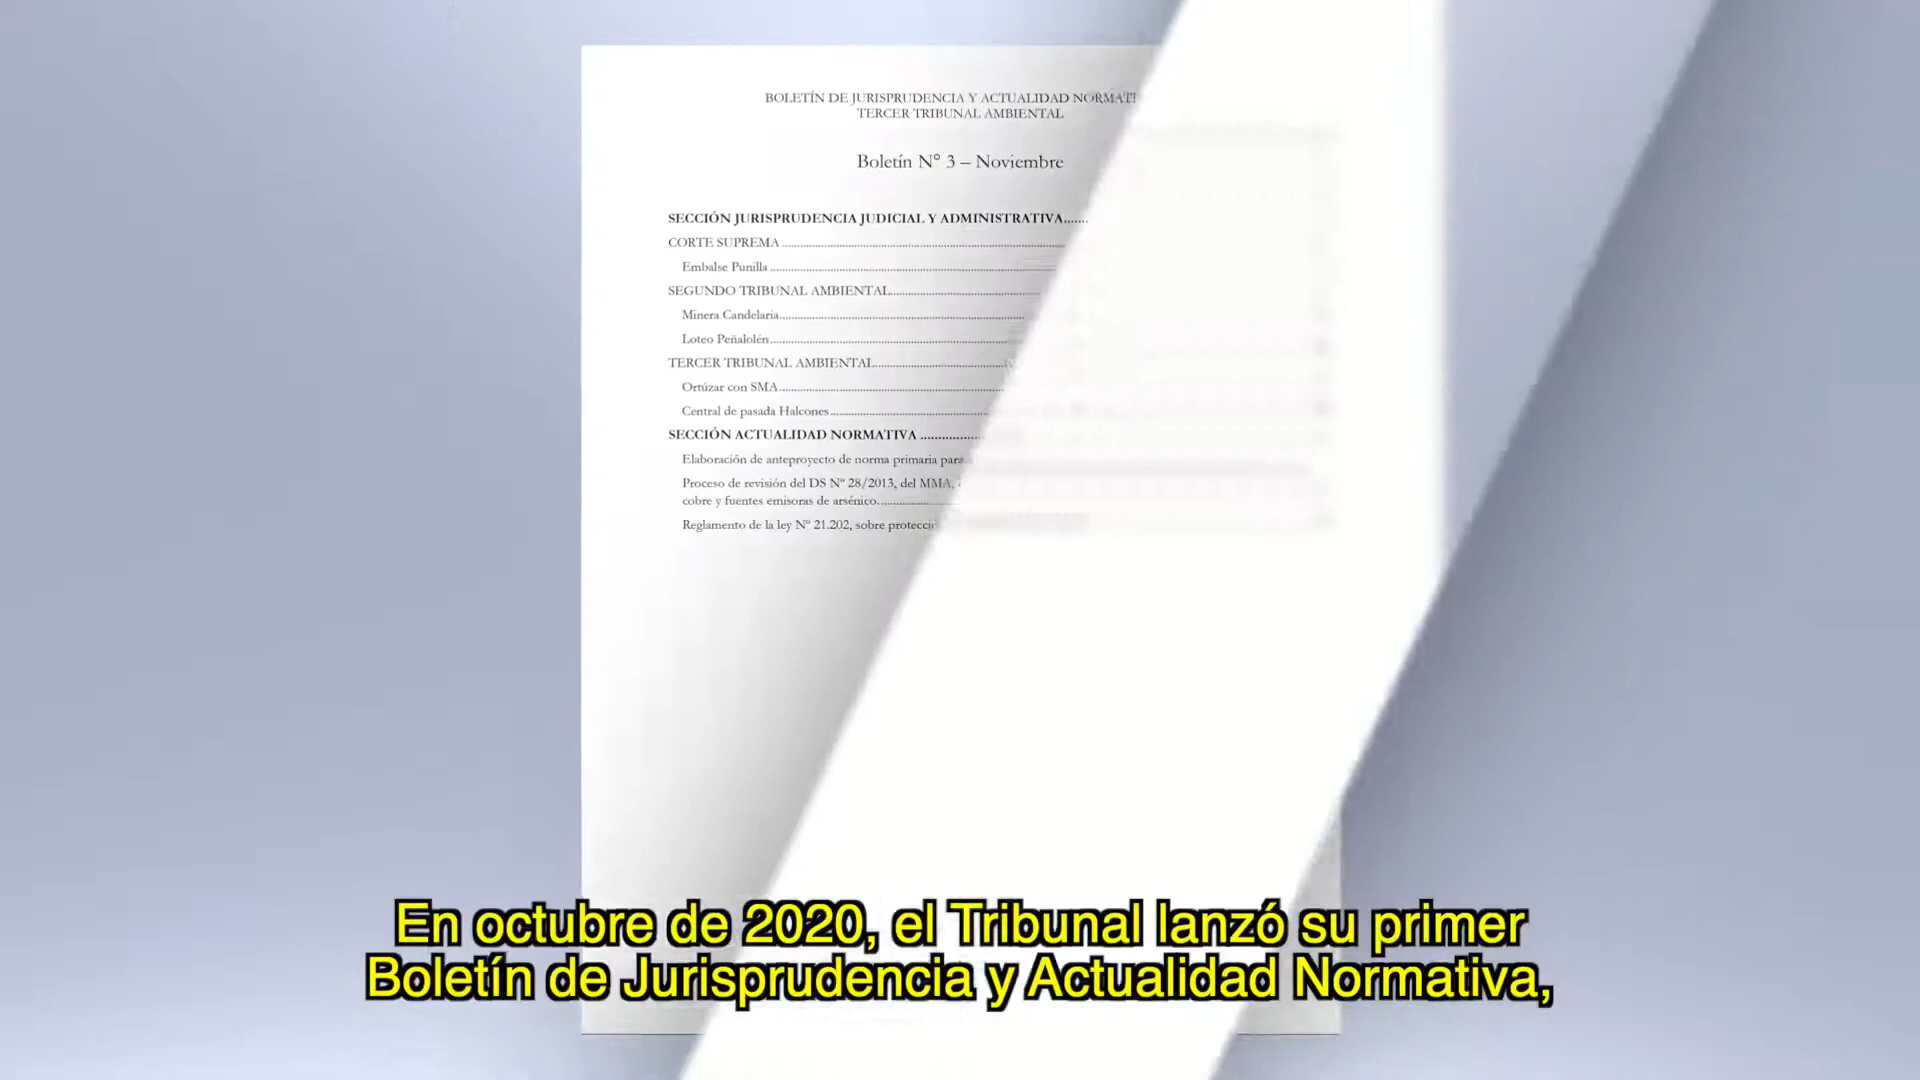 BOLETÍN DE JURISPRUDENCIA Y ACTUALIDAD
TERCER TRIBUNAL AMBIENTAL
Boletín N° 3 – Noviembre
SECCIÓN JURISPRUDENCIA JUDICIAL Y ADMINISTRATIVA
CORTE SUPREMA
Embalse Punilla
SEGUNDO TRIBUNAL AMBIENTAL
Minera Candelaria
Loteo Peñalolén
TERCER TRIBUNAL AMBIENTAL
Ortúzar con SMA
Central de pasada Halcones
SECCIÓN ACTUALIDAD NORMATIVA
Elaboración de anteproyecto de norma primaria para
Proceso de revisión del DS N° 28/2013, del MMA,
cobre y fuentes emisoras de arsénico.
Reglamento de la ley N° 21.202, sobre
En octubre de 2020, el Tribunal lanzó su primer
Boletín de Jurisprudencia y Actualidad Normativa,